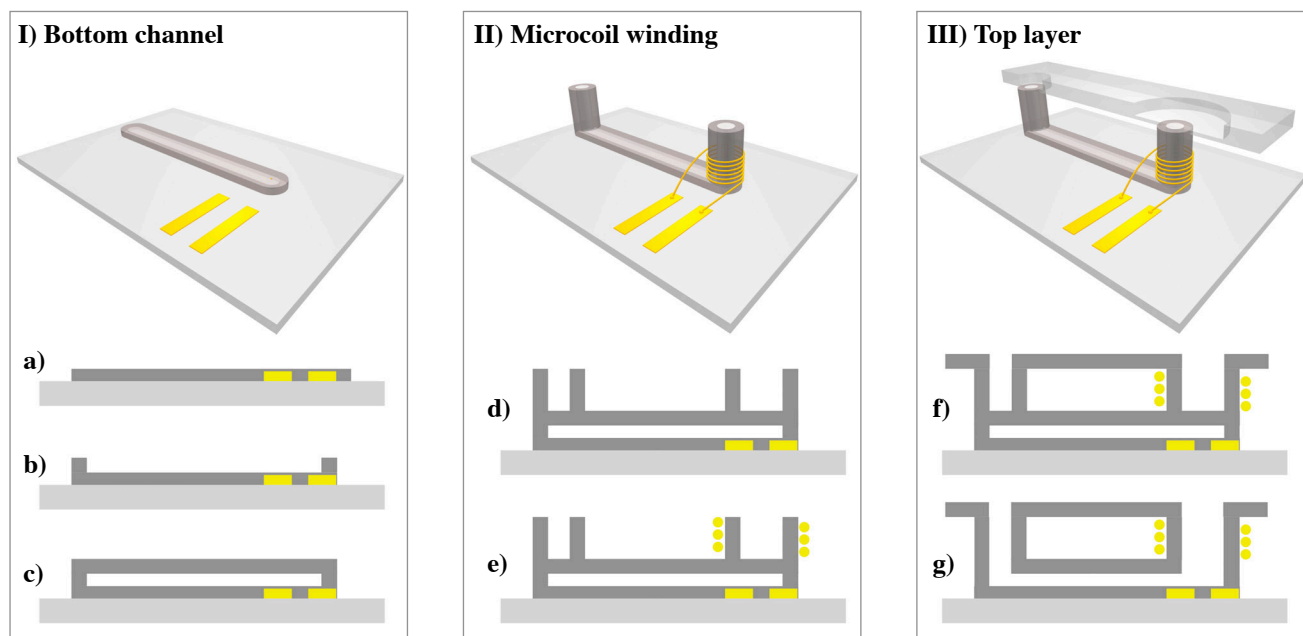 I) Bottom channel
II) Microcoil winding
III) Top layer
a)
b)
c)
d)
e)
f)
g)